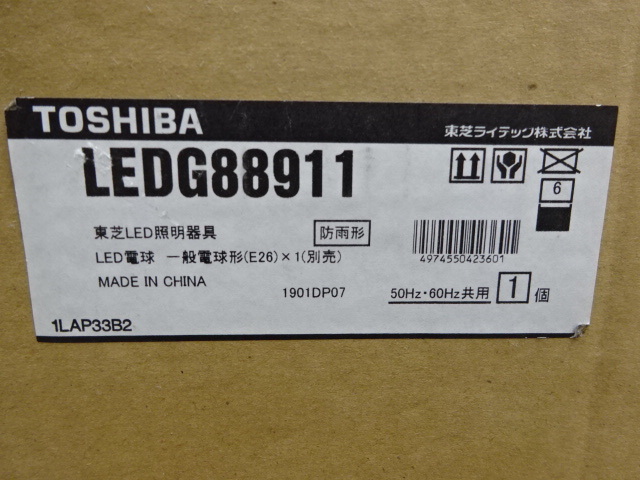 TOSHIBA
東芝ライテック株式会社
LEDG88911
6
東芝LED照明器具
防雨形
LED電球 一般電球形(E26)×1(別売)
4974550423601
MADE IN CHINA
1901DP07
50Hz・60Hz共用
1個
1LAP33B2